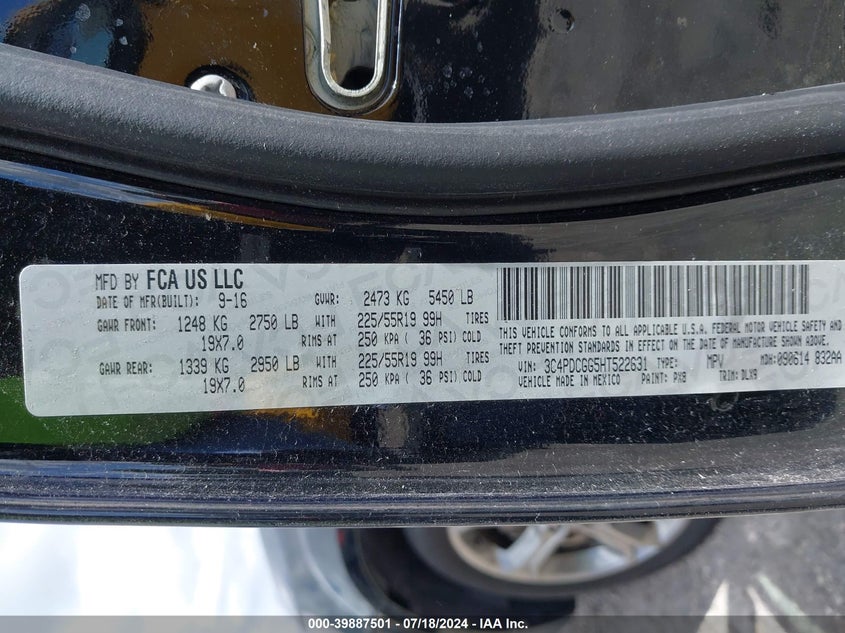 MFD BY FCA US LLC
DATE OF MFR(BUILT): 9-16 GVWR: 2473 KG 5450 LB
GAWR FRONT: 1248 KG 2750 LB WITH 225/55R19 99H TIRES
19X7.0 RIMS AT 250 KPA ( 36 PSI) COLD
GAWR REAR: 1339 KG 2950 LB WITH 225/55R19 99H TIRES
19X7.0 RIMS AT 250 KPA ( 36 PSI) COLD
THIS VEHICLE CONFORMS TO ALL APPLICABLE U.S.A. FEDERAL MOTOR VEHICLE SAFETY AND
THEFT PREVENTION STANDARDS IN EFFECT ON THE DATE OF MANUFACTURE SHOWN ABOVE.
VIN: 3C4PDCGG5HT522631 TYPE: MPV MDH: 090614 832AA
VEHICLE MADE IN MEXICO PAINT: PX8 TRIM: DLX9
000-39887501 - 07/18/2024 - IAA Inc.